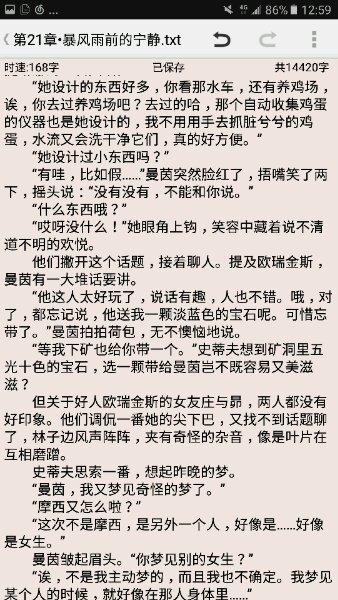 4G 86% 12:59
第21章•暴风雨前的宁静.txt
时速:168字 已保存 共14420字
“她设计的东西好多，你看那水车，还有养鸡场，
诶，你去过养鸡场吧？去过的哈，那个自动收集鸡蛋
的仪器也是她设计的，我不用用手去抓脏兮兮的鸡
蛋，水流又会洗干净它们，真的好方便。”
“她设计过小东西吗？”
“有哇，比如假……”曼茵突然脸红了，捂嘴笑了两
下，摇头说：“没有没有，不能和你说。”
“什么东西哦？”
“哎呀没什么！”她眼角上钩，笑容中藏着说不清
道不明的欢悦。
他们撇开这个话题，接着聊人。提及欧瑞金斯，
曼茵有一大堆话要讲。
“他这人太好玩了，说话有趣，人也不错。哦，对
了，都忘记说，他送我一颗淡蓝色的宝石呢。可惜忘
带了。”曼茵拍拍荷包，无不懊恼地说。
“等我下矿也给你带一个。”史蒂夫想到矿洞里五
光十色的宝石，选一颗带给曼茵岂不既容易又美滋
滋？
但关于好人欧瑞金斯的女友庄与昴，两人都没有
好印象。他们调侃一番她的尖下巴，又找不到话题聊
了，林子边风声阵阵，夹有奇怪的杂音，像是叶片在
互相磨蹭。
史蒂夫思索一番，想起昨晚的梦。
“曼茵，我又梦见奇怪的梦了。”
“摩西又怎么啦？”
“这次不是摩西，是另外一个人，好像是……好像
是女生。”
曼茵皱起眉头。“你梦见别的女生？”
“诶，不是我主动梦的，而且我也不确定。我梦见
某个人的时候，就好像在那人身体里……”